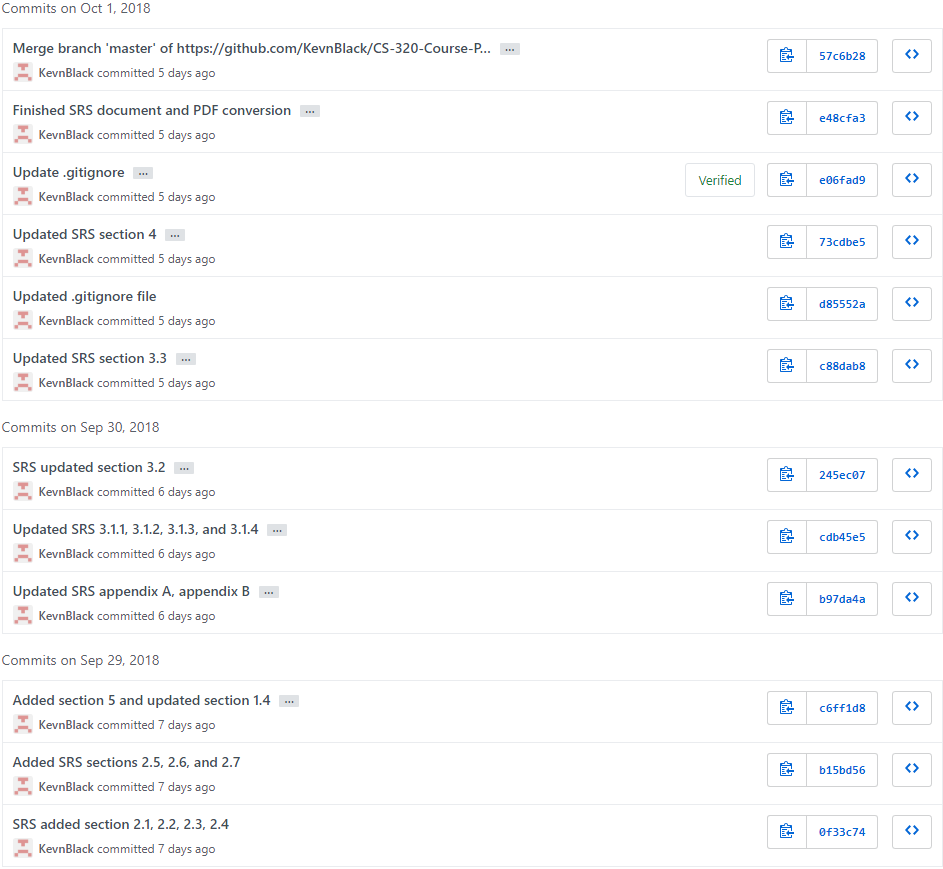 Commits on Oct 1, 2018
Merge branch 'master' of https://github.com/KevnBlack/CS-320-Course-P... ...
57c6b28
KevnBlack committed 5 days ago
Finished SRS document and PDF conversion ...
e48cfa3
KevnBlack committed 5 days ago
Update .gitignore ...
Verified e06fad9
KevnBlack committed 5 days ago
Updated SRS section 4 ...
73cdbe5
KevnBlack committed 5 days ago
Updated .gitignore file
d85552a
KevnBlack committed 5 days ago
Updated SRS section 3.3 ...
c88dab8
KevnBlack committed 5 days ago
Commits on Sep 30, 2018
SRS updated section 3.2 ...
245ec07
KevnBlack committed 6 days ago
Updated SRS 3.1.1, 3.1.2, 3.1.3, and 3.1.4 ...
cdb45e5
KevnBlack committed 6 days ago
Updated SRS appendix A, appendix B ...
b97da4a
KevnBlack committed 6 days ago
Commits on Sep 29, 2018
Added section 5 and updated section 1.4 ...
c6ff1d8
KevnBlack committed 7 days ago
Added SRS sections 2.5, 2.6, and 2.7
b15bd56
KevnBlack committed 7 days ago
SRS added section 2.1, 2.2, 2.3, 2.4
0f33c74
KevnBlack committed 7 days ago